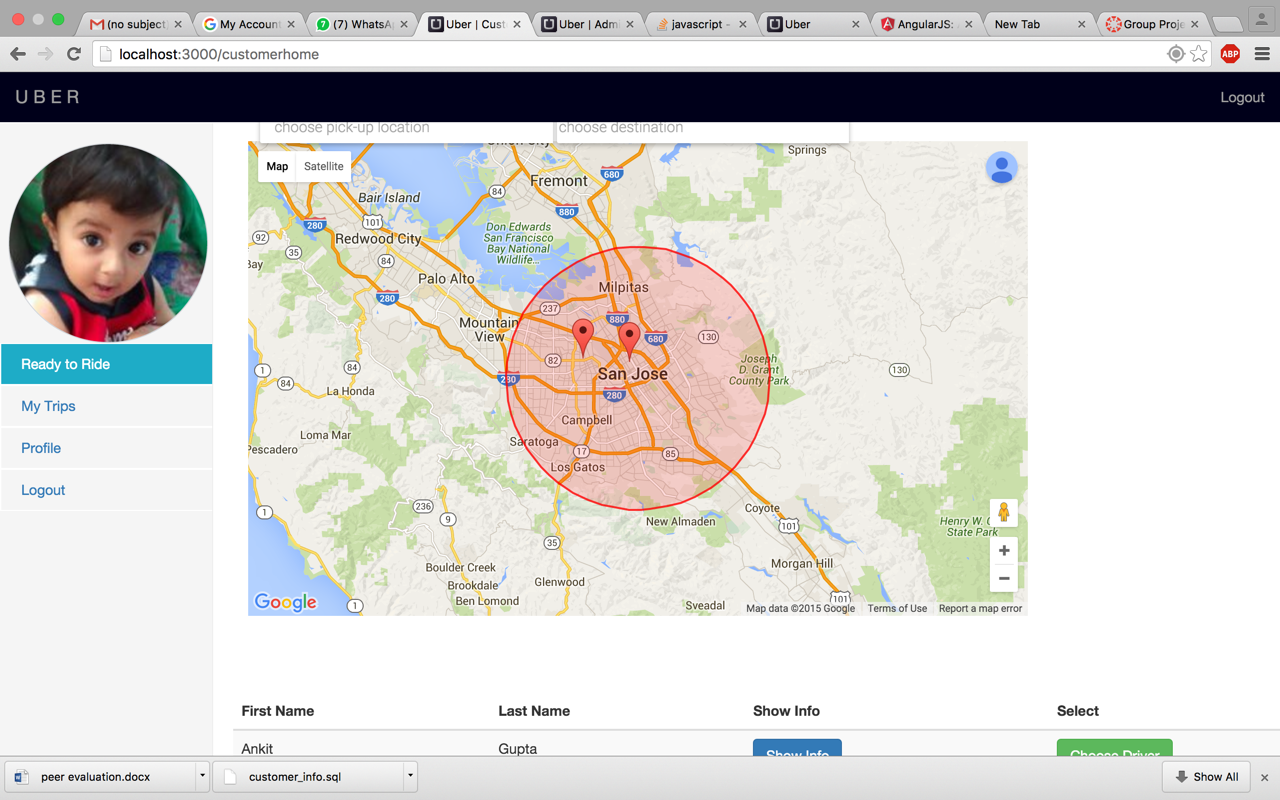 (no subject
My Account
(7) WhatsA
Uber | Cust
Uber | Adm
javascript -
Uber
AngularJS:
New Tab
Group Proje
localhost:3000/customerhome
ABP
UBER
Logout
choose pick-up location
choose destination
Map
Satellite
Springs
Union City
680
Fremont
84
Bair Island
880
101
280
Don Edwards
San Francisco
Bay National
Wildlife...
92
Redwood City
35
Bay
84
Palo Alto
Milpitas
280
237
Mountain
View
880
680
130
82
Joseph
D. Grant
County Park
San Jose
130
1
84
84
280
La Honda
280
Campbell
Loma Mar
Saratoga
Pescadero
17
85
Los Gatos
236
9
1
New Almaden
Coyote
101
Henry W. C
State Park
35
Boulder Creek
Glenwood
Morgan Hill
Brookdale
Ben Lomond
101
Google
1
Sveadal
Map data ©2015 Google
Terms of Use
Report a map error
+
−
Ready to Ride
My Trips
Profile
Logout
First Name
Last Name
Show Info
Select
Ankit
Gupta
Show Info
Choose Driver
peer evaluation.docx
customer_info.sql
Show All